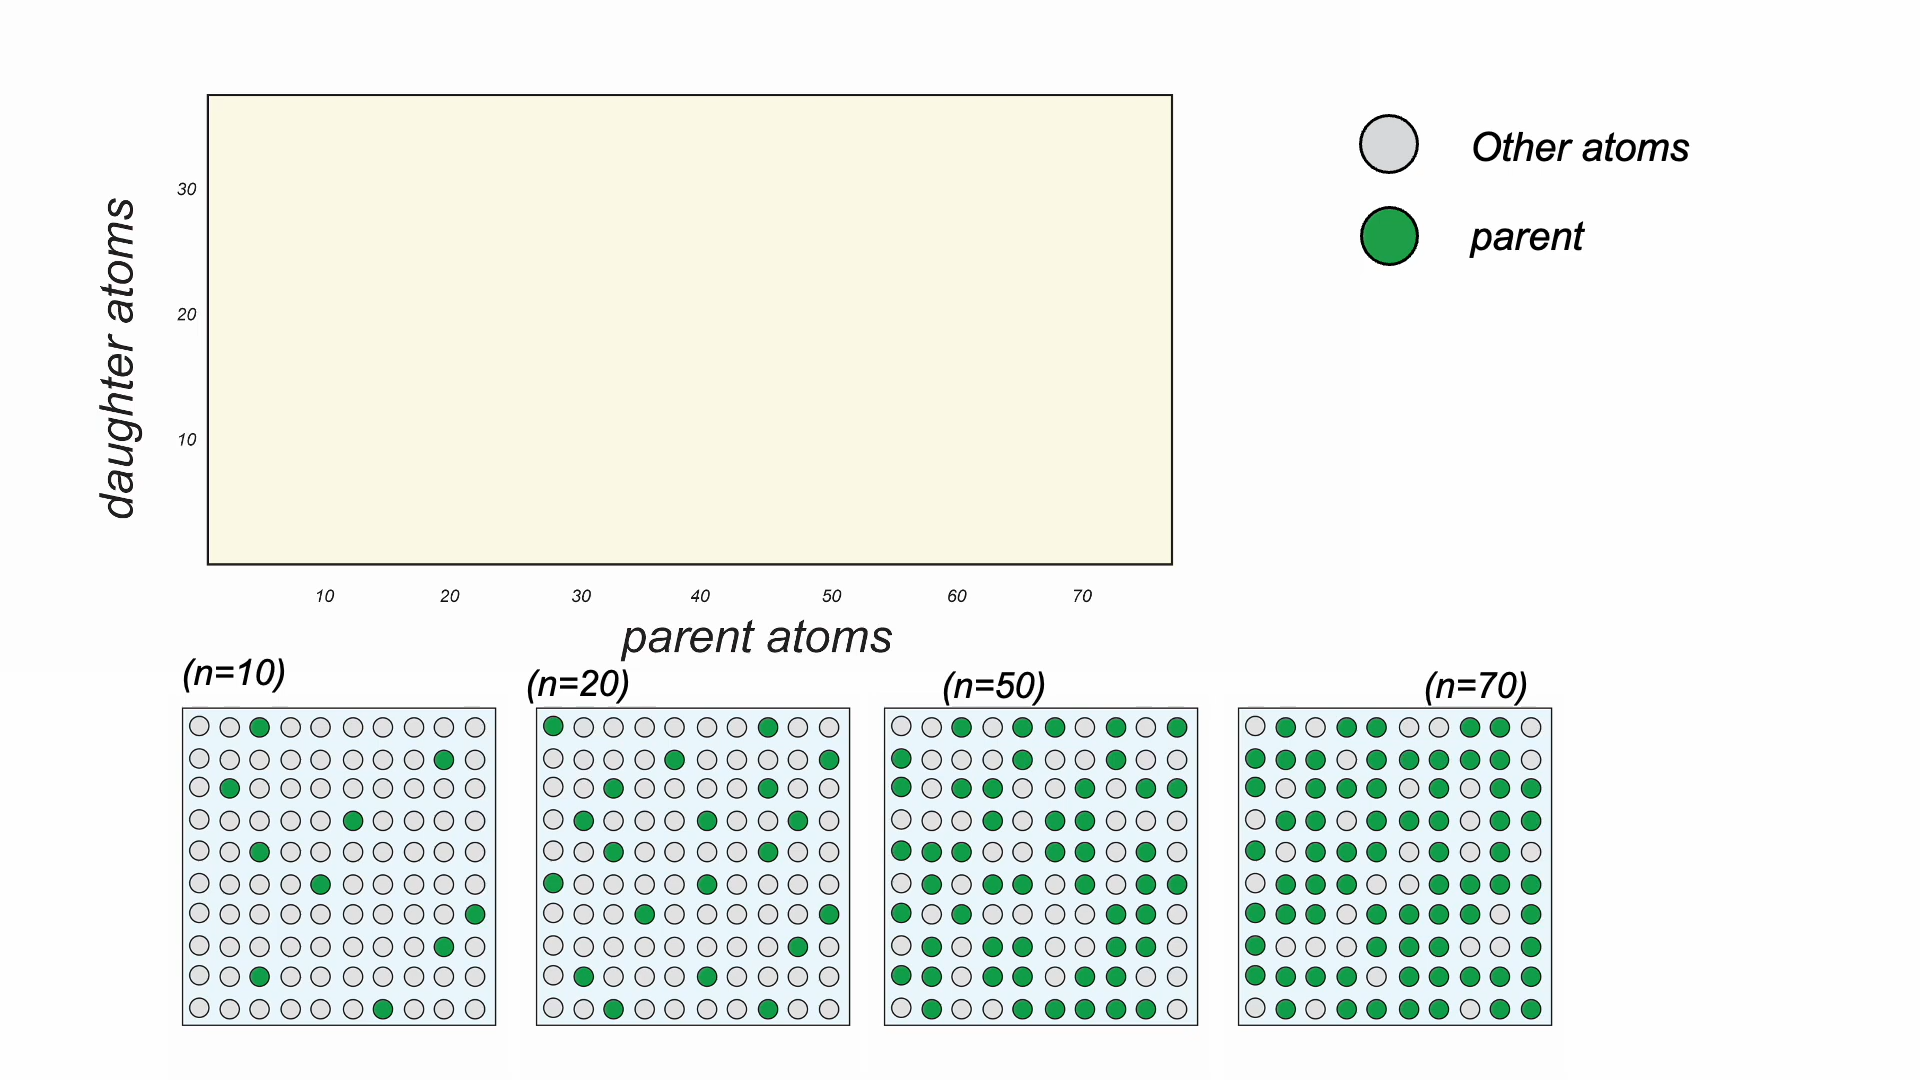 Other atoms
parent
daughter atoms
30
20
10
10 20 30 40 50 60 70
parent atoms
(n=10) (n=20) (n=50) (n=70)